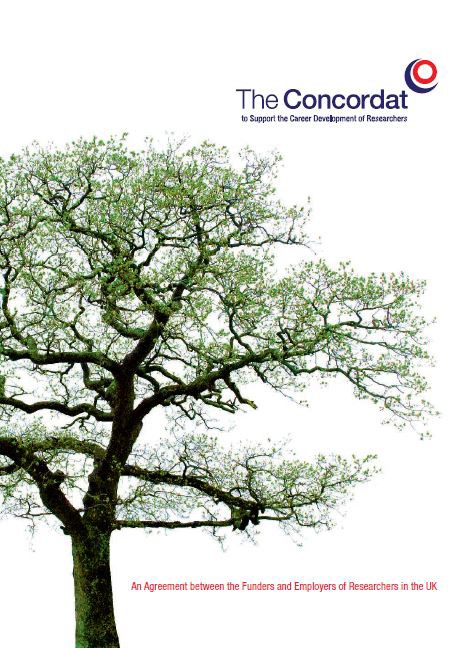 The Concordat
to Support the Career Development of Researchers
An Agreement between the Funders and Employers of Researchers in the UK